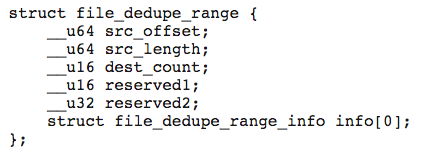 struct file_dedupe_range {
    __u64 src_offset;
    __u64 src_length;
    __u16 dest_count;
    __u16 reserved1;
    __u32 reserved2;
    struct file_dedupe_range_info info[0];
};